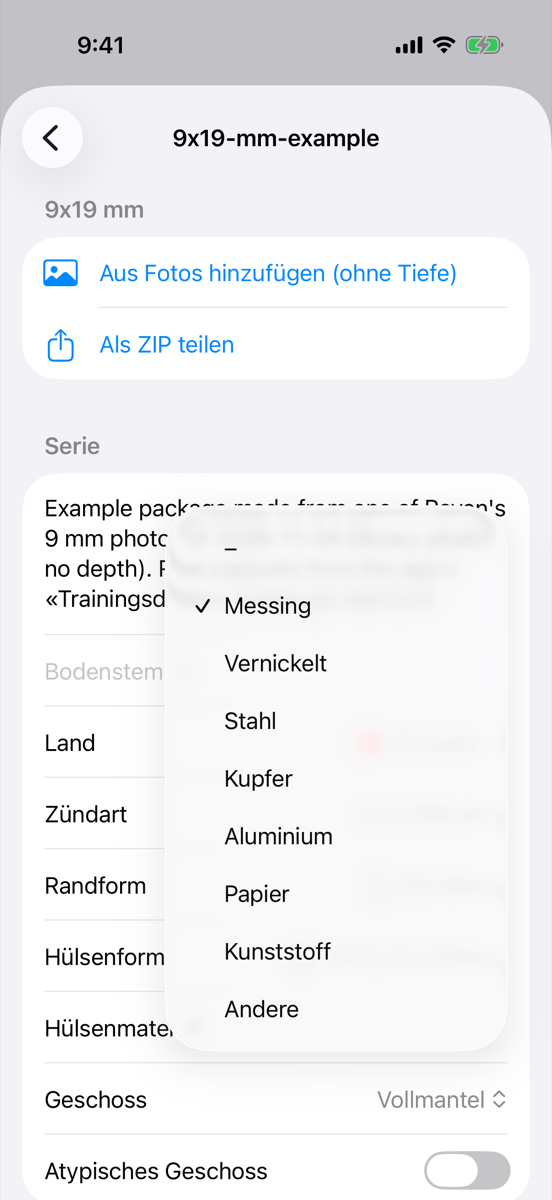 9:41
9x19-mm-example
9x19 mm
Aus Fotos hinzufügen (ohne Tiefe)
Als ZIP teilen
Serie
Example package made from one of Raven's
9 mm photo
no depth).
«Trainingsd
–
Messing
Vernickelt
Stahl
Kupfer
Aluminium
Papier
Kunststoff
Andere
Bodenstem
Land
Zündart
Randform
Hülsenform
Hülsenmater
Geschoss
Vollmantel
Atypisches Geschoss